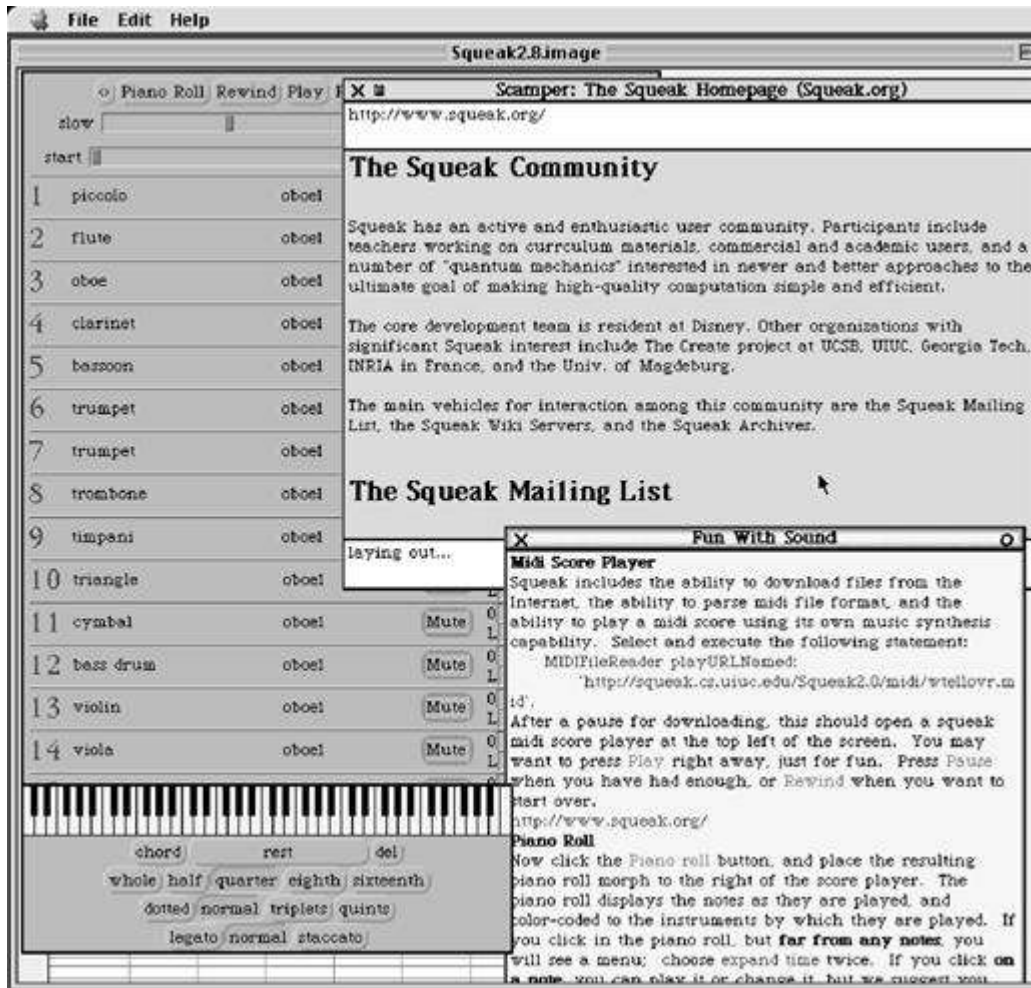 File Edit Help
Squeak2.8.image
Piano Roll Rewind Play
slow
start
1 piccolo oboe1
2 flute oboe1
3 oboe oboe1
4 clarinet oboe1
5 bassoon oboe1
6 trumpet oboe1
7 trumpet oboe1
8 trombone oboe1
9 timpani oboe1
10 triangle oboe1
11 cymbal oboe1 Mute 0
L
12 bass drum oboe1 Mute 0
L
13 violin oboe1 Mute 0
L
14 viola oboe1 Mute 0
L
chord rest del
whole half quarter eighth sixteenth
dotted normal triplets quints
legato normal staccato
Scamper: The Squeak Homepage (Squeak.org)
http://www.squeak.org/
The Squeak Community
Squeak has an active and enthusiastic user community. Participants include
teachers working on currculum materials, commercial and academic users, and a
number of "quantum mechanics" interested in newer and better approaches to the
ultimate goal of making high-quality computation simple and efficient.
The core development team is resident at Disney. Other organizations with
significant Squeak interest include The Create project at UCSB, UIUC, Georgia Tech,
INRIA in France, and the Univ. of Magdeburg.
The main vehicles for interaction among this community are the Squeak Mailing
List, the Squeak Wiki Servers, and the Squeak Archives.
The Squeak Mailing List
laying out...
Fun With Sound
Midi Score Player
Squeak includes the ability to download files from the
Internet, the ability to parse midi file format, and the
ability to play a midi score using its own music synthesis
capability. Select and execute the following statement:
MIDIFileReader playURLNamed:
'http://squeak.cs.uiuc.edu/Squeak2.0/midi/wtellovr.m
id'.
After a pause for downloading, this should open a squeak
midi score player at the top left of the screen. You may
want to press Play right away, just for fun. Press Pause
when you have had enough, or Rewind when you want to
start over.
http://www.squeak.org/
Piano Roll
Now click the Piano roll button, and place the resulting
piano roll morph to the right of the score player. The
piano roll displays the notes as they are played, and
color-coded to the instruments by which they are played. If
you click in the piano roll, but far from any notes, you
will see a menu; choose expand time twice. If you click on
a note, you can play it or change it, but we suggest you